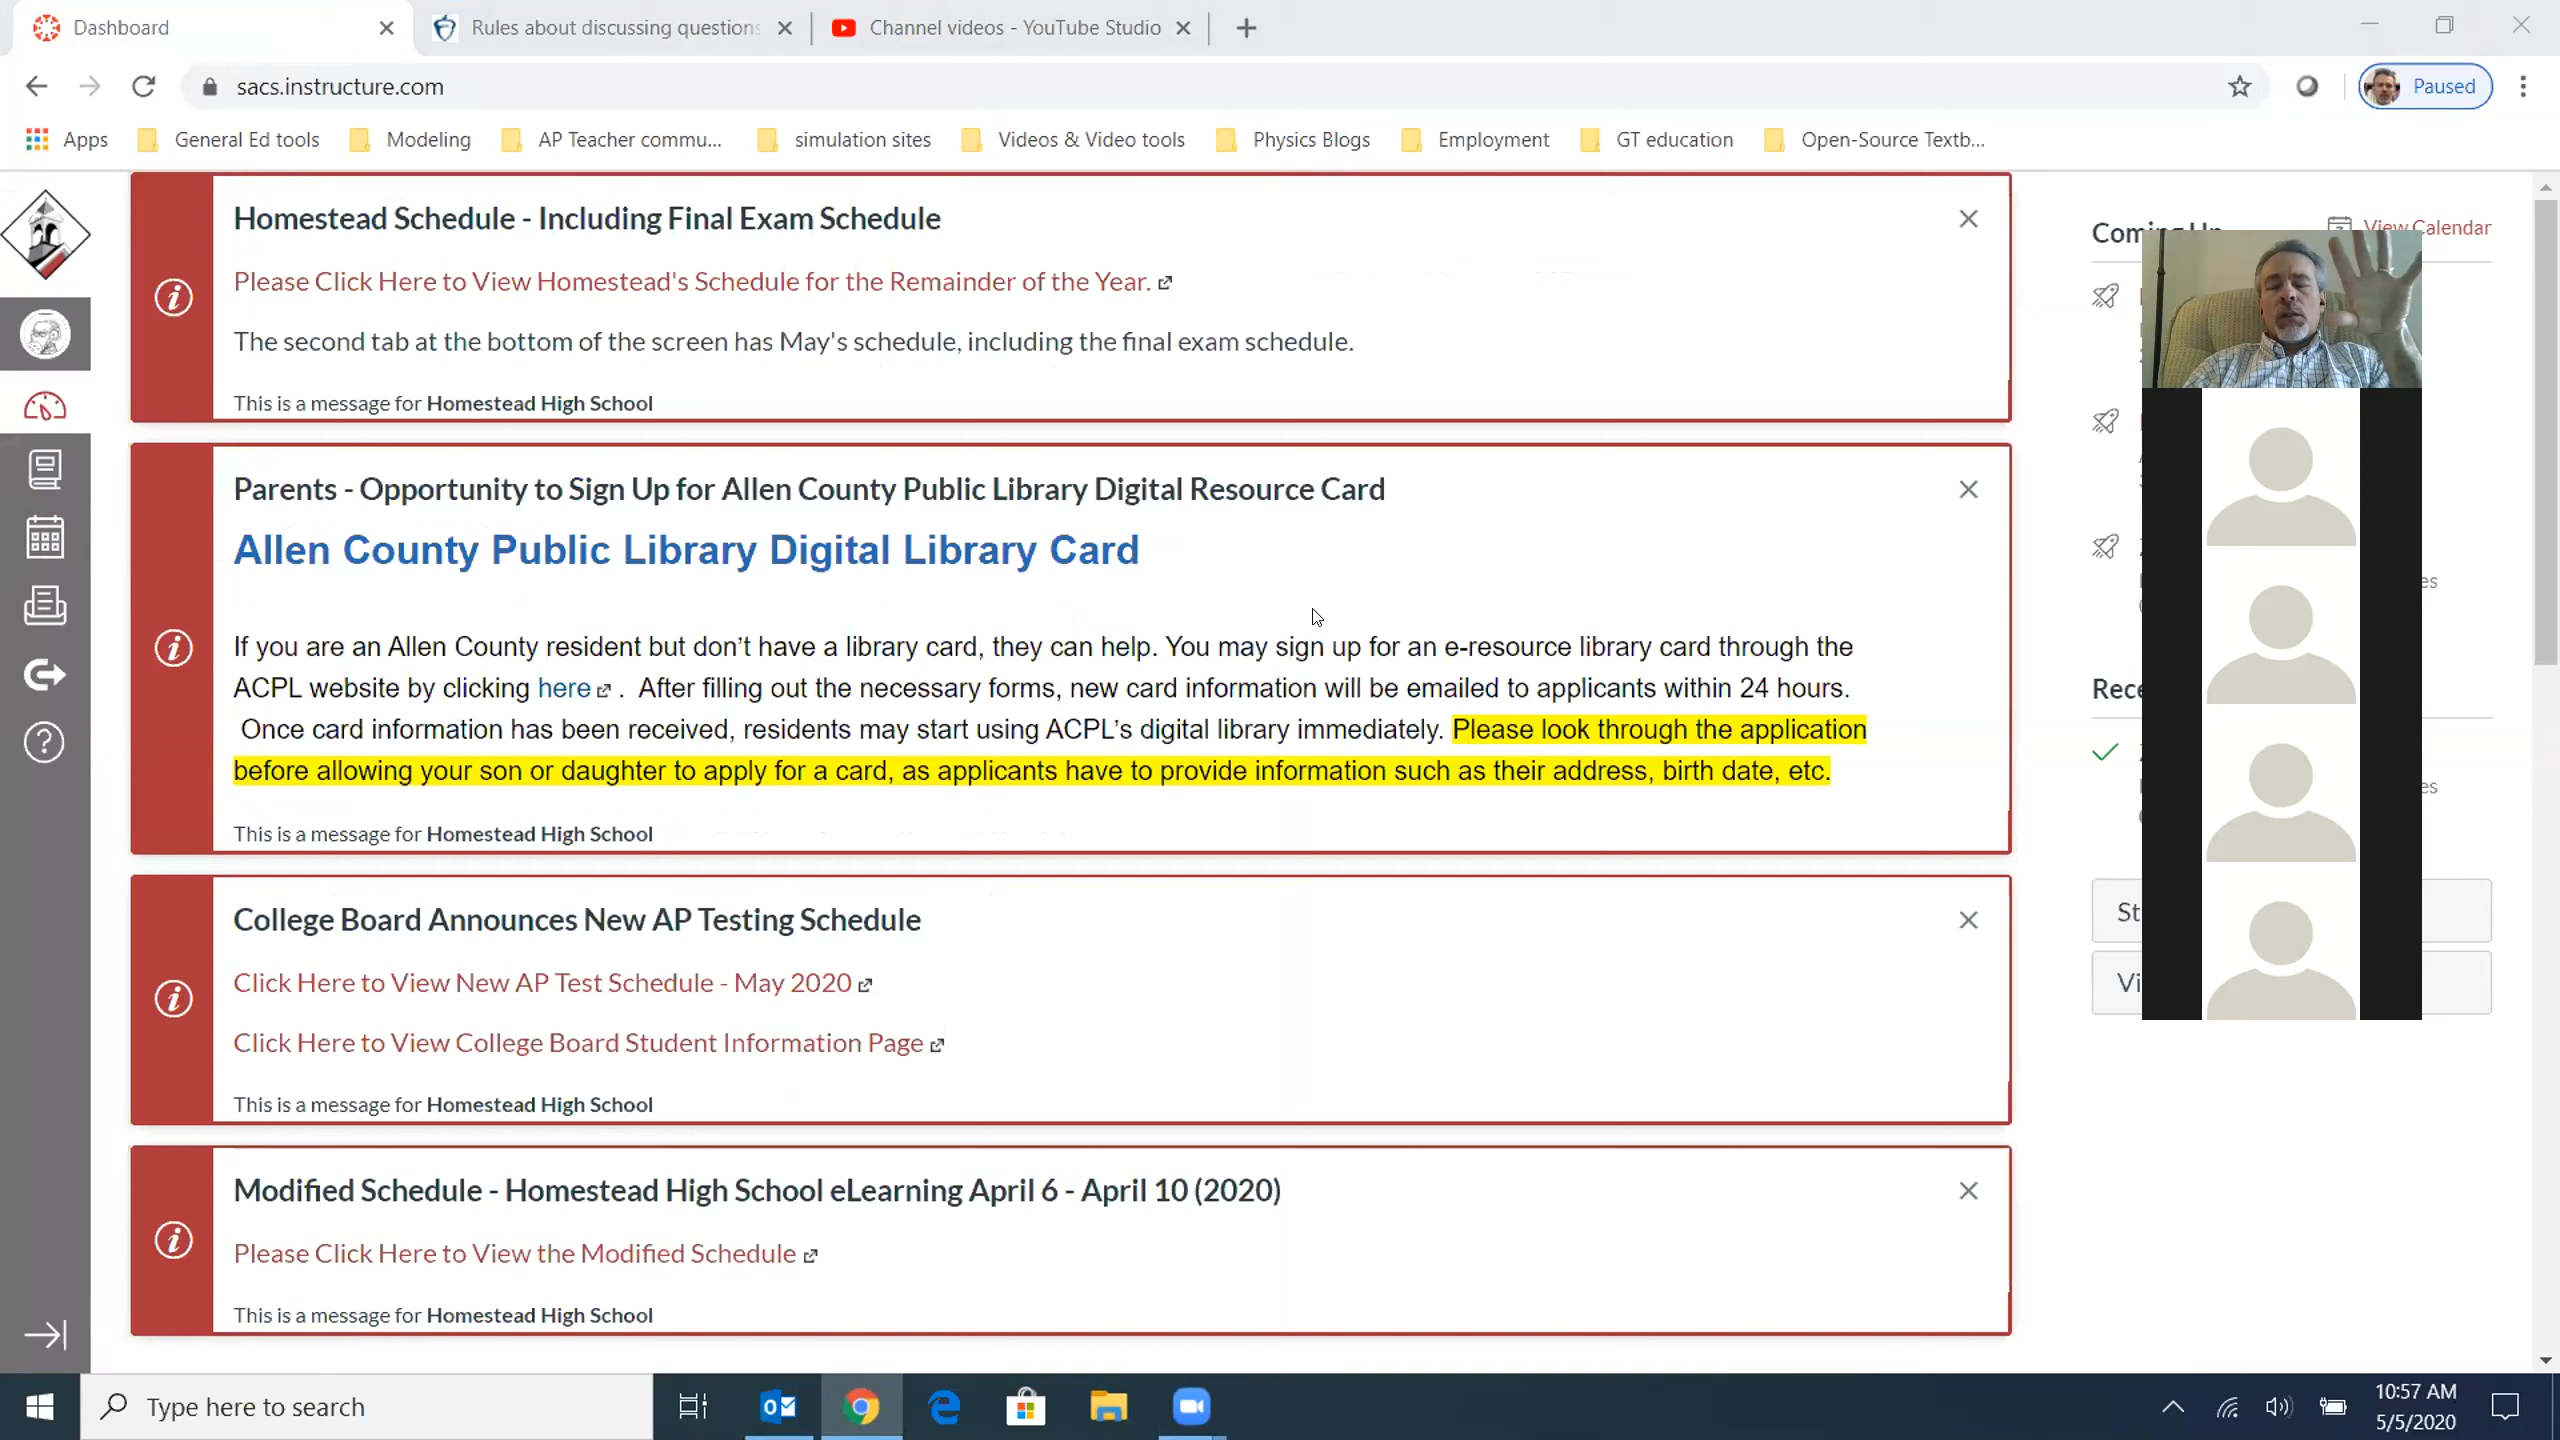 Dashboard
Rules about discussing question
Channel videos - YouTube Studio
sacs.instructure.com
Paused
Apps
General Ed tools
Modeling
AP Teacher commu...
simulation sites
Videos & Video tools
Physics Blogs
Employment
GT education
Open-Source Textb...
Homestead Schedule - Including Final Exam Schedule
Please Click Here to View Homestead's Schedule for the Remainder of the Year.
The second tab at the bottom of the screen has May's schedule, including the final exam schedule.
This is a message for Homestead High School
Parents - Opportunity to Sign Up for Allen County Public Library Digital Resource Card
Allen County Public Library Digital Library Card
If you are an Allen County resident but don’t have a library card, they can help. You may sign up for an e-resource library card through the
ACPL website by clicking here . After filling out the necessary forms, new card information will be emailed to applicants within 24 hours.
Once card information has been received, residents may start using ACPL’s digital library immediately. Please look through the application
before allowing your son or daughter to apply for a card, as applicants have to provide information such as their address, birth date, etc.
This is a message for Homestead High School
College Board Announces New AP Testing Schedule
Click Here to View New AP Test Schedule - May 2020
Click Here to View College Board Student Information Page
This is a message for Homestead High School
Modified Schedule - Homestead High School eLearning April 6 - April 10 (2020)
Please Click Here to View the Modified Schedule
This is a message for Homestead High School
Coming Up
View Calendar
Type here to search
10:57 AM
5/5/2020